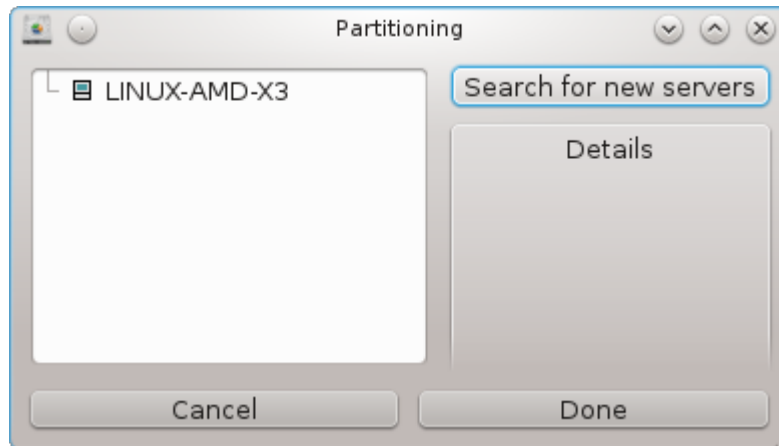 Partitioning
LINUX-AMD-X3
Search for new servers
Details
Cancel
Done